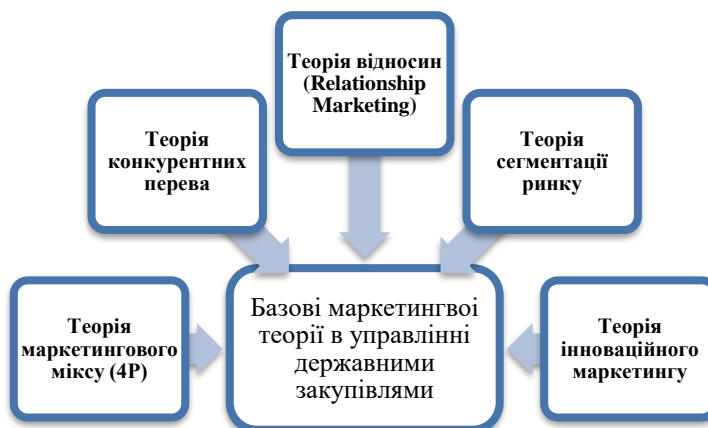 Теорія відносин
(Relationship
Marketing)
Теорія
конкурентних
перева
Теорія
сегментації
ринку
Теорія
маркетингового
міксу (4P)
Базові маркетингвоі
теорії в управлінні
державними
закупівлями
Теорія
інноваційного
маркетингу